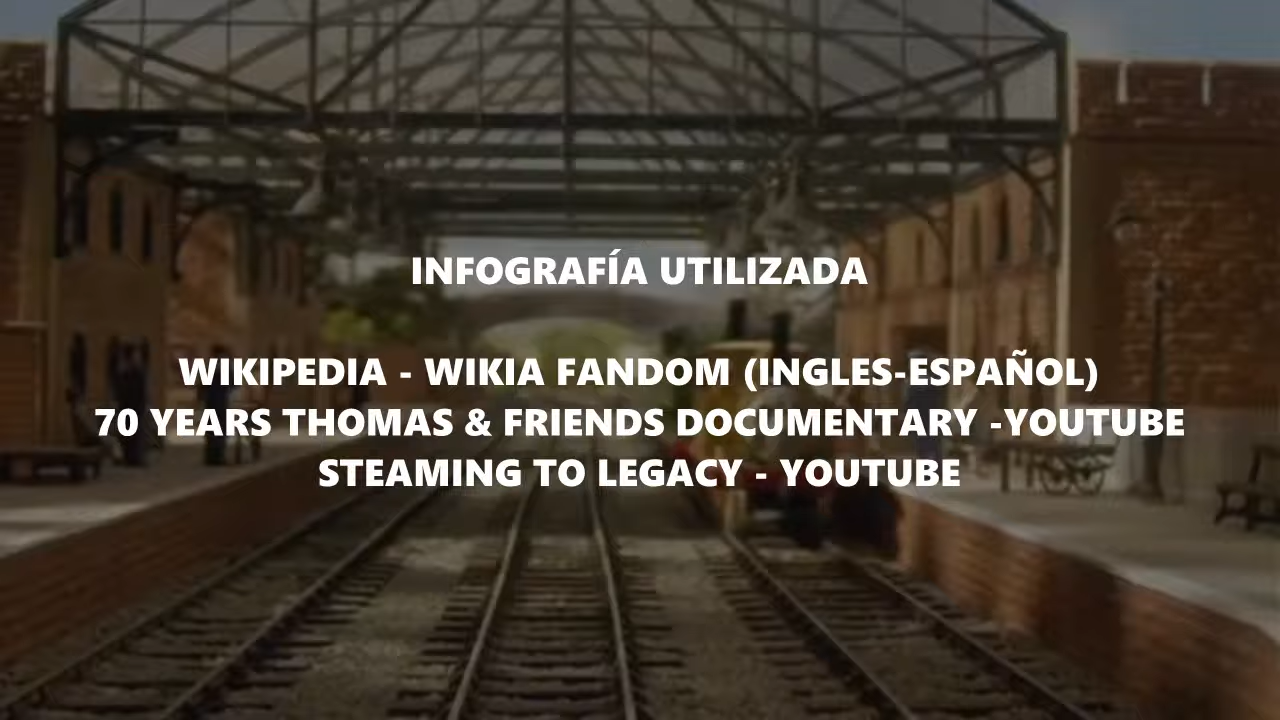 INFOGRAFÍA UTILIZADA
WIKIPEDIA - WIKIA FANDOM (INGLES-ESPAÑOL)
70 YEARS THOMAS & FRIENDS DOCUMENTARY -YOUTUBE
STEAMING TO LEGACY - YOUTUBE